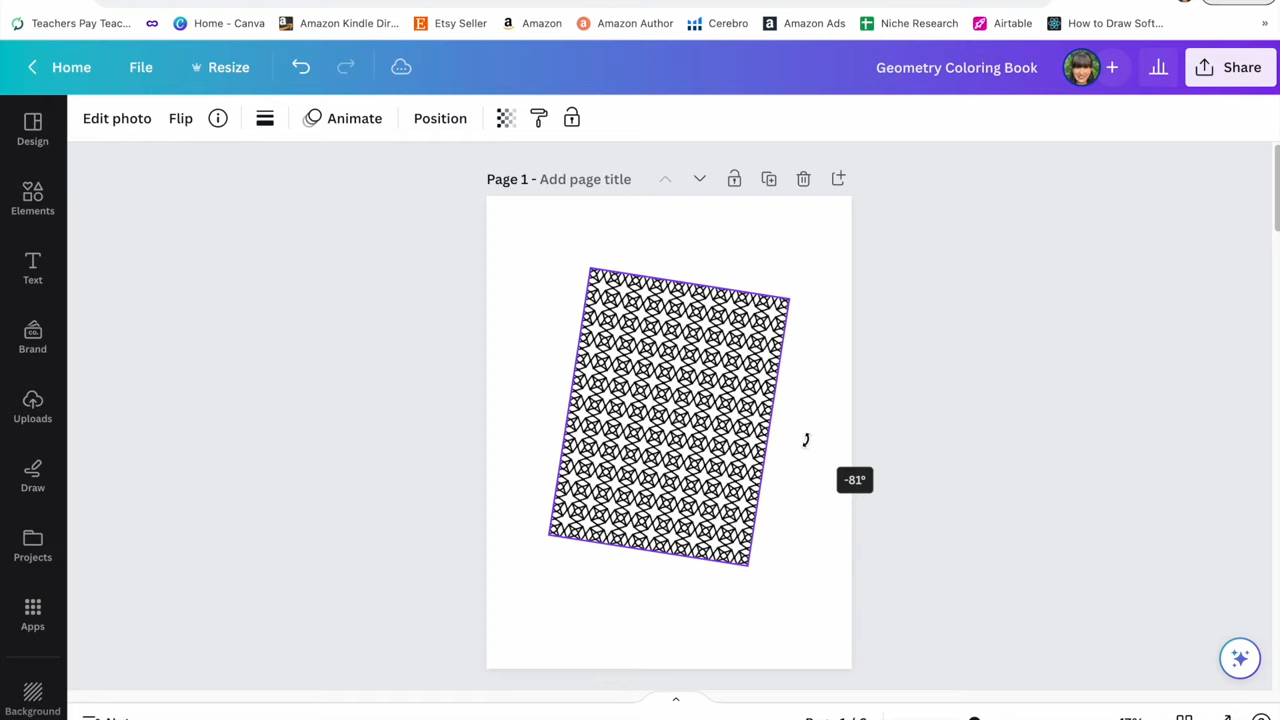 Teachers Pay Teac...
Home - Canva
Amazon Kindle Dir...
Etsy Seller
Amazon
Amazon Author
Cerebro
Amazon Ads
Niche Research
Airtable
How to Draw Soft...
»
Home
File
Resize
Geometry Coloring Book
Share
Edit photo
Flip
Animate
Position
Design
Elements
Text
Brand
Uploads
Draw
Projects
Apps
Background
Page 1 - Add page title
-81°